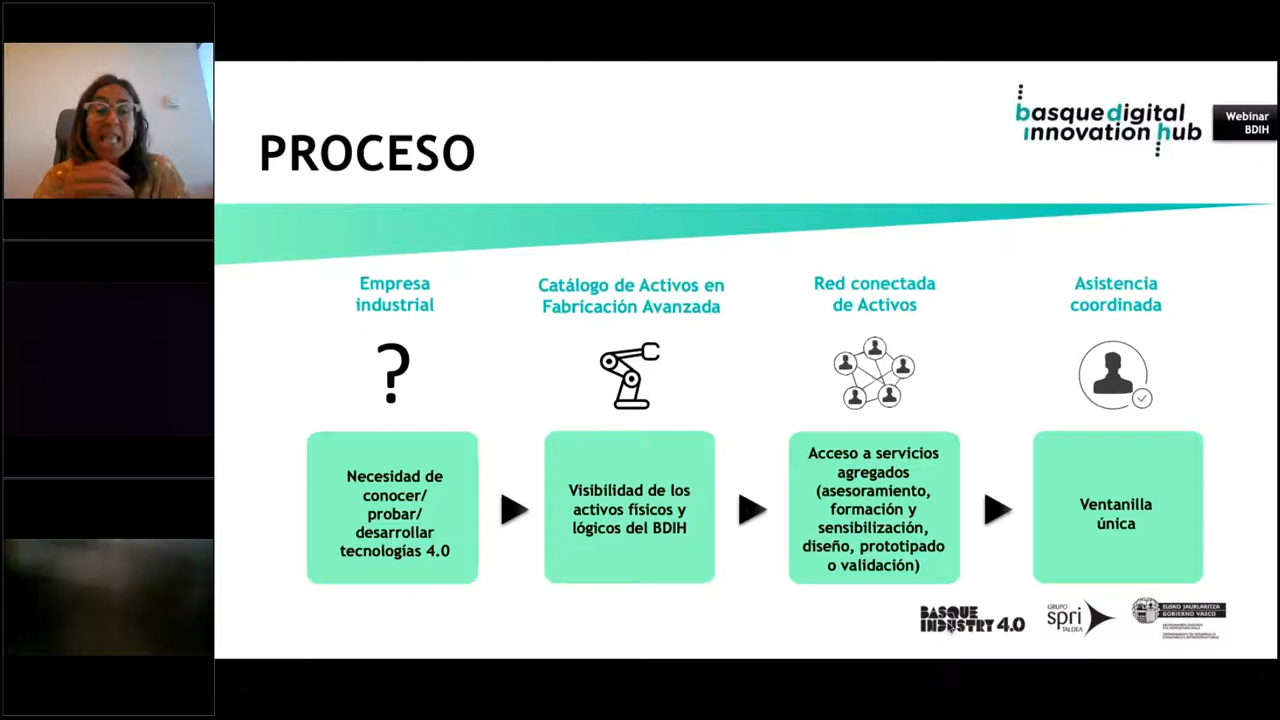 basque digital
innovation hub
Webinar
BDIH
PROCESO
Empresa
industrial
Catálogo de Activos en
Fabricación Avanzada
Red conectada
de Activos
Asistencia
coordinada
?
Necesidad de
conocer/
probar/
desarrollar
tecnologías 4.0
Visibilidad de los
activos físicos y
lógicos del BDIH
Acceso a servicios
agregados
(asesoramiento,
formación y
sensibilización,
diseño, prototipado
o validación)
Ventanilla
única
BASQUE
INDUSTRY 4.0
GRUPO
spri
TALDEA
EUSKO JAURLARITZA
GOBIERNO VASCO